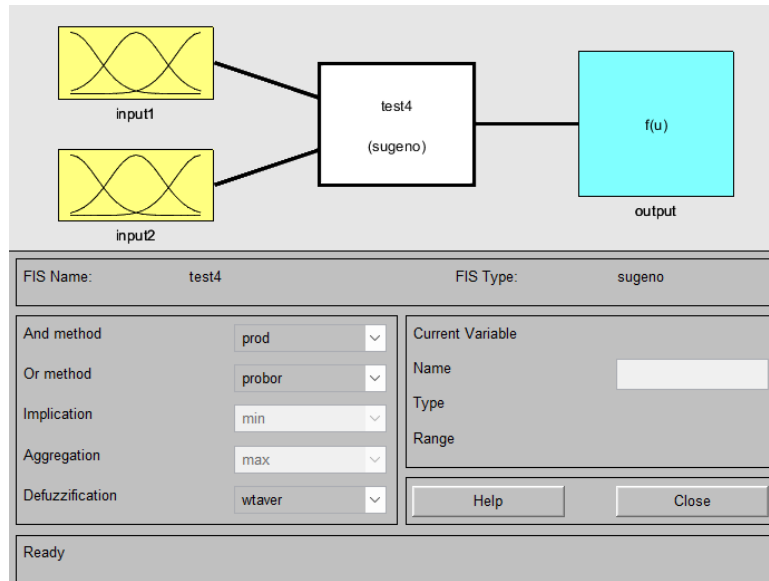 input1
input2
test4
(sugeno)
f(u)
output
FIS Name: test4 FIS Type: sugeno
And method prod
Or method probor
Implication min
Aggregation max
Defuzzification wtaver
Current Variable
Name
Type
Range
Help Close
Ready